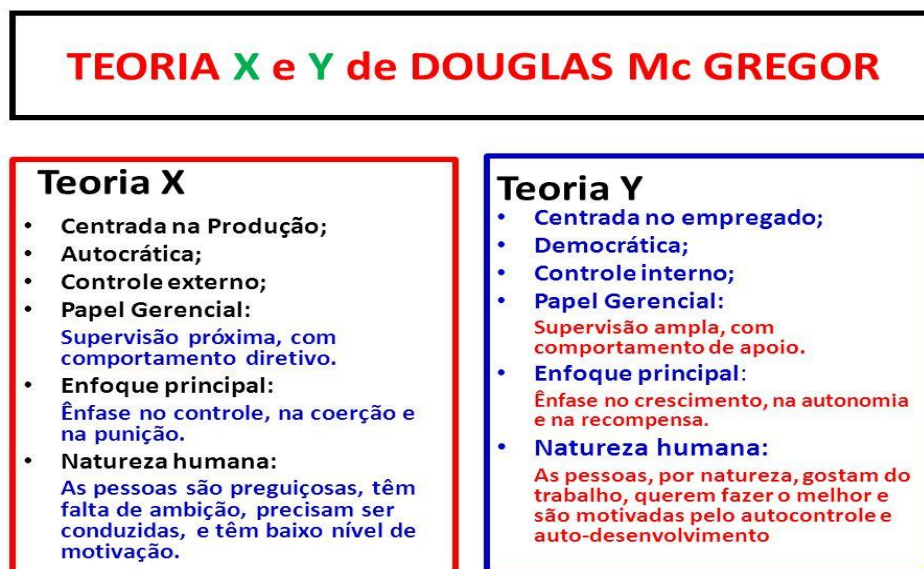 TEORIA X e Y de DOUGLAS Mc GREGOR
Teoria X
• Centrada na Produção;
• Autocrática;
• Controle externo;
• Papel Gerencial:
Supervisão próxima, com
comportamento diretivo.
• Enfoque principal:
Ênfase no controle, na coerção e
na punição.
• Natureza humana:
As pessoas são preguiçosas, têm
falta de ambição, precisam ser
conduzidas, e têm baixo nível de
motivação.
Teoria Y
• Centrada no empregado;
• Democrática;
• Controle interno;
• Papel Gerencial:
Supervisão ampla, com
comportamento de apoio.
• Enfoque principal:
Ênfase no crescimento, na autonomia
e na recompensa.
• Natureza humana:
As pessoas, por natureza, gostam do
trabalho, querem fazer o melhor e
são motivadas pelo autocontrole e
auto-desenvolvimento